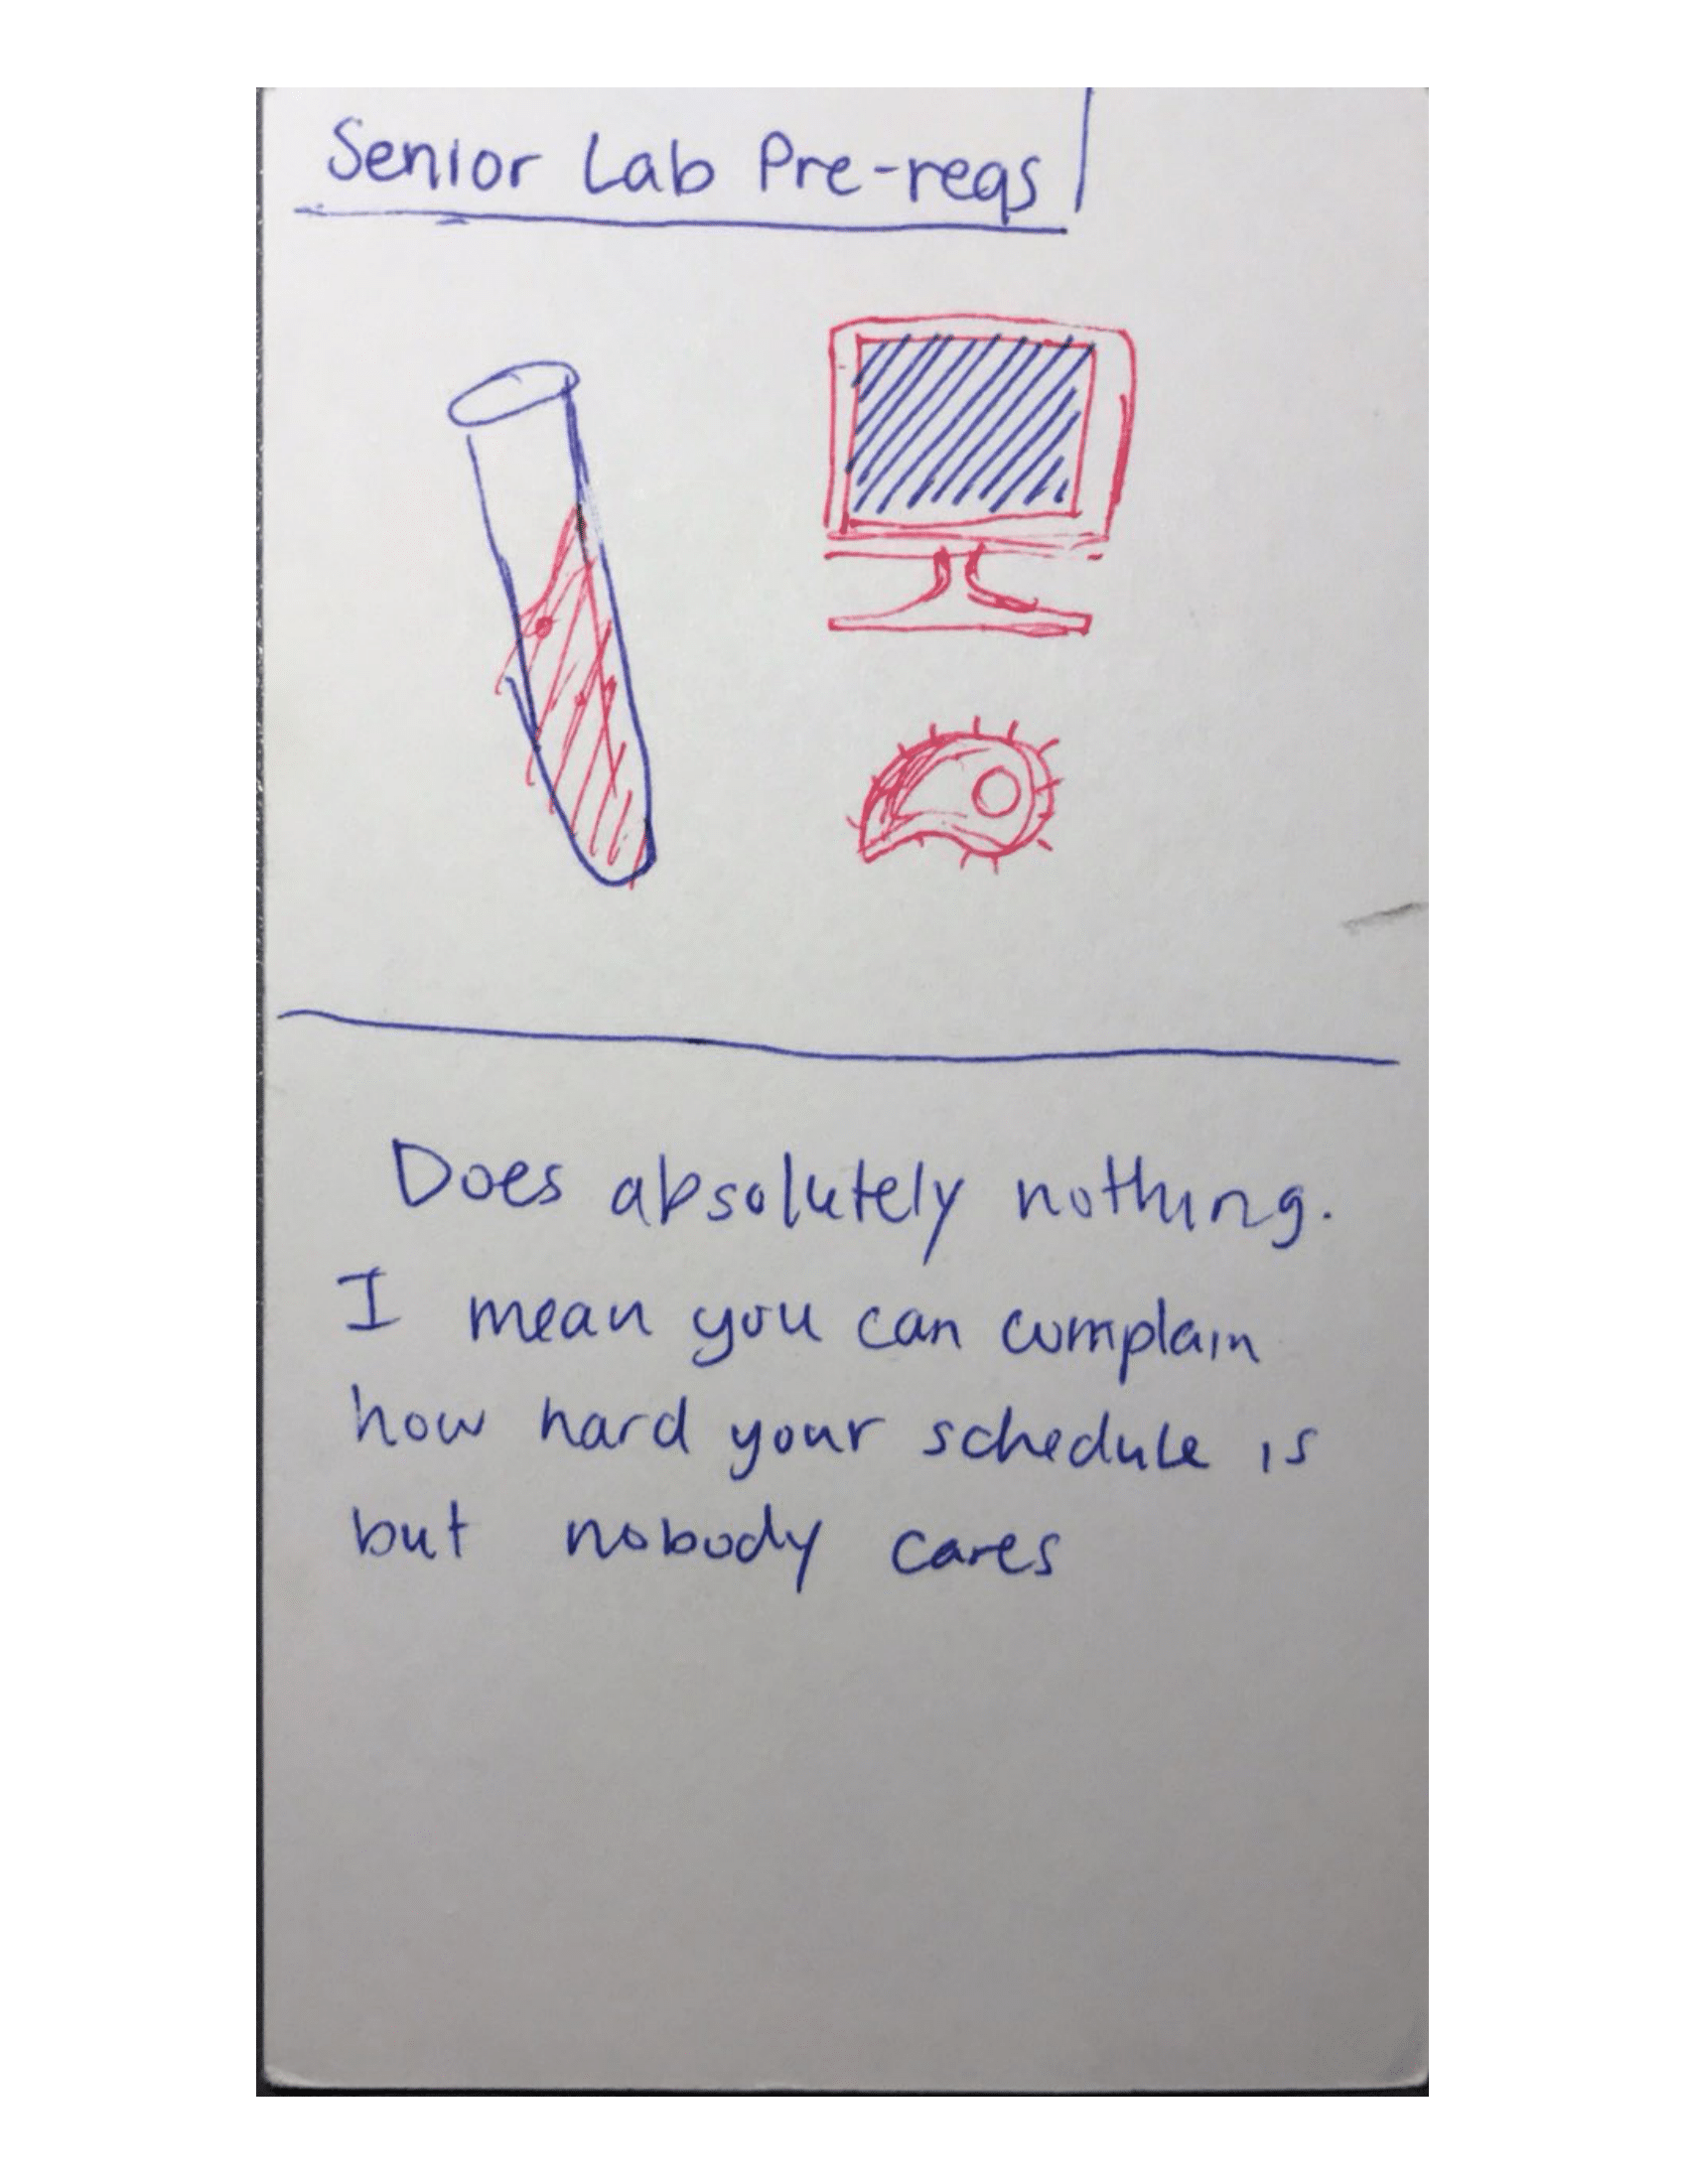 Senior Lab Pre-reqs
Does absolutely nothing.
I mean you can complain
how hard your schedule is
but nobody cares